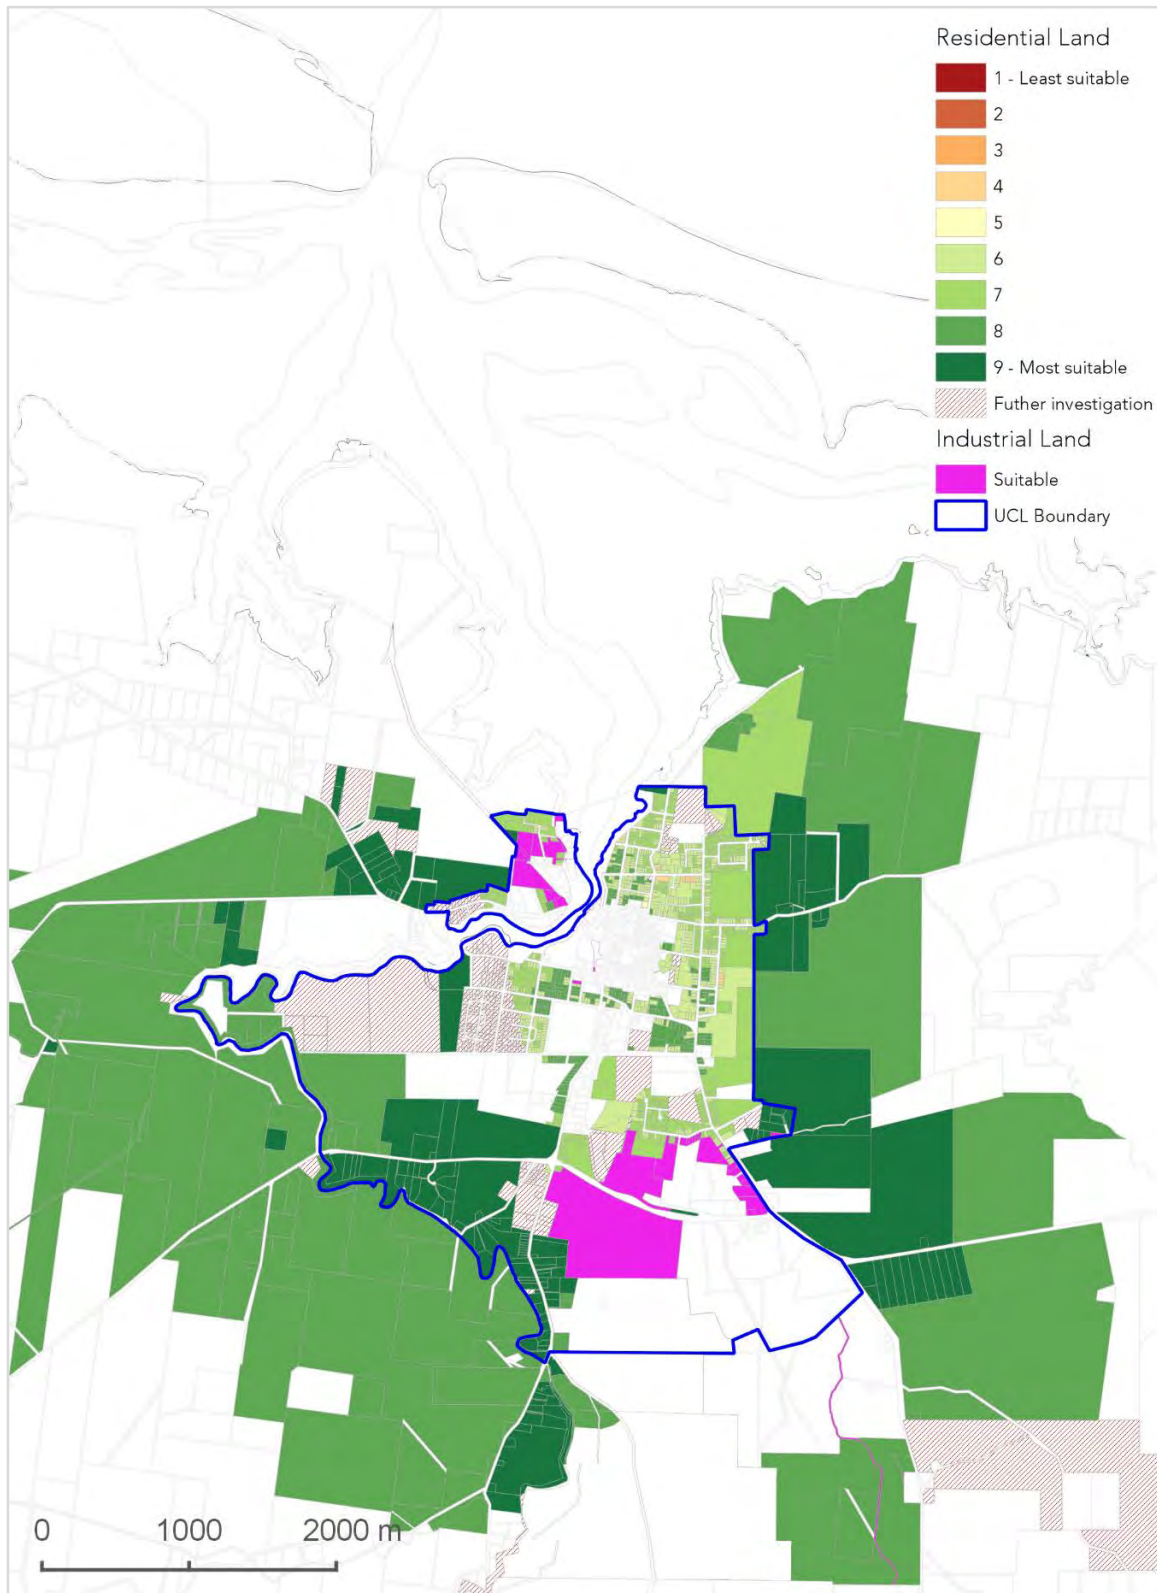 Residential Land
1 - Least suitable
2
3
4
5
6
7
8
9 - Most suitable
Futher investigation
Industrial Land
Suitable
UCL Boundary
0 1000 2000 m